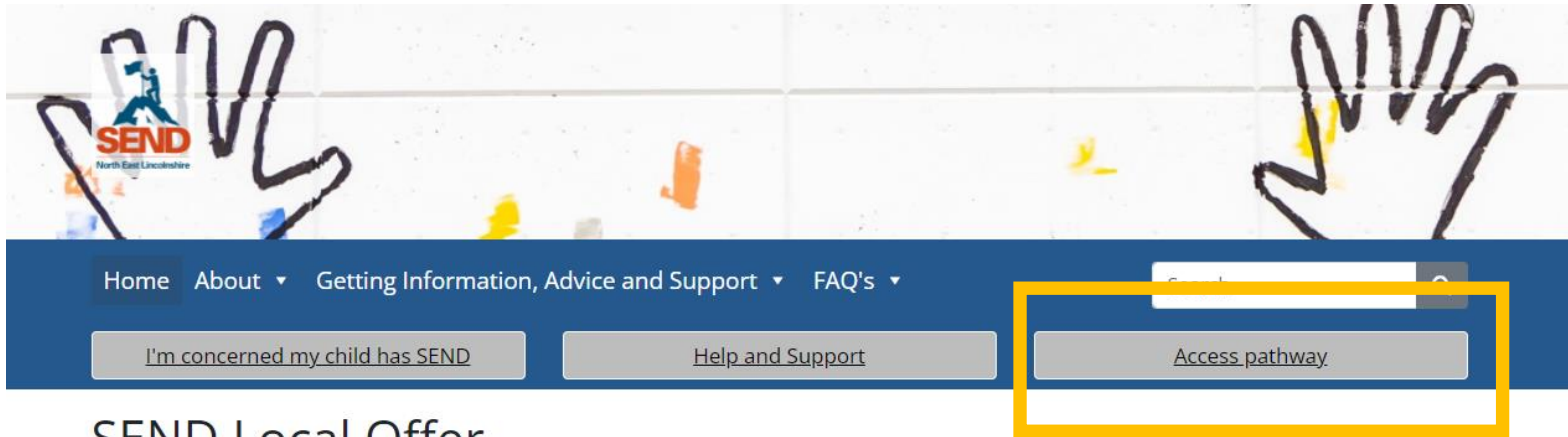 SEND
North East Lincolnshire
Home About Getting Information, Advice and Support FAQ's
I'm concerned my child has SEND Help and Support Access pathway
SEND Local Offer